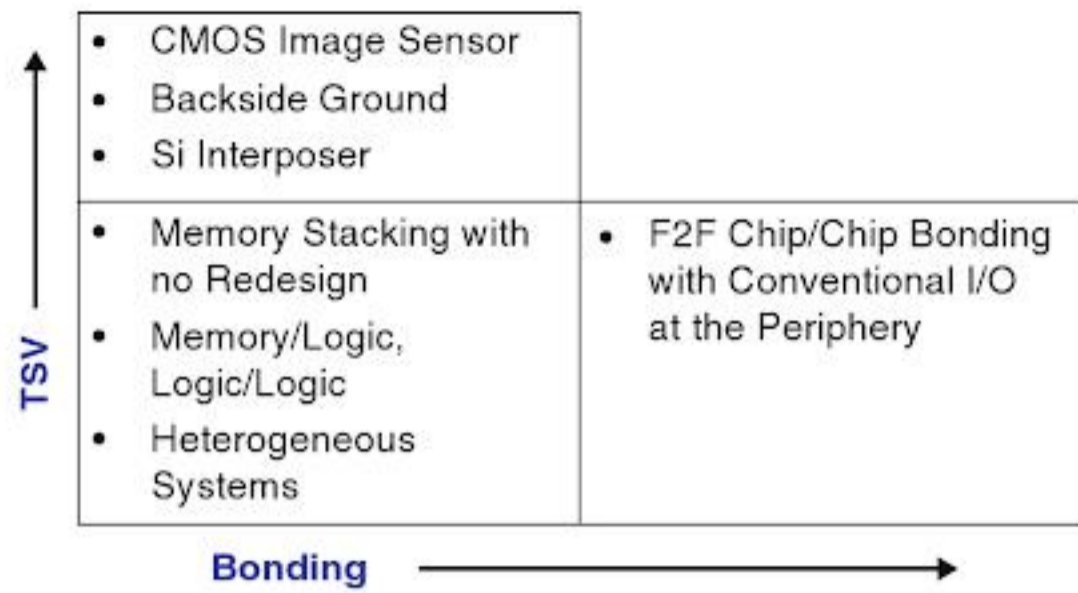 • CMOS Image Sensor
• Backside Ground
• Si Interposer
• Memory Stacking with
no Redesign
• Memory/Logic,
Logic/Logic
• Heterogeneous
Systems
• F2F Chip/Chip Bonding
with Conventional I/O
at the Periphery
TSV
Bonding